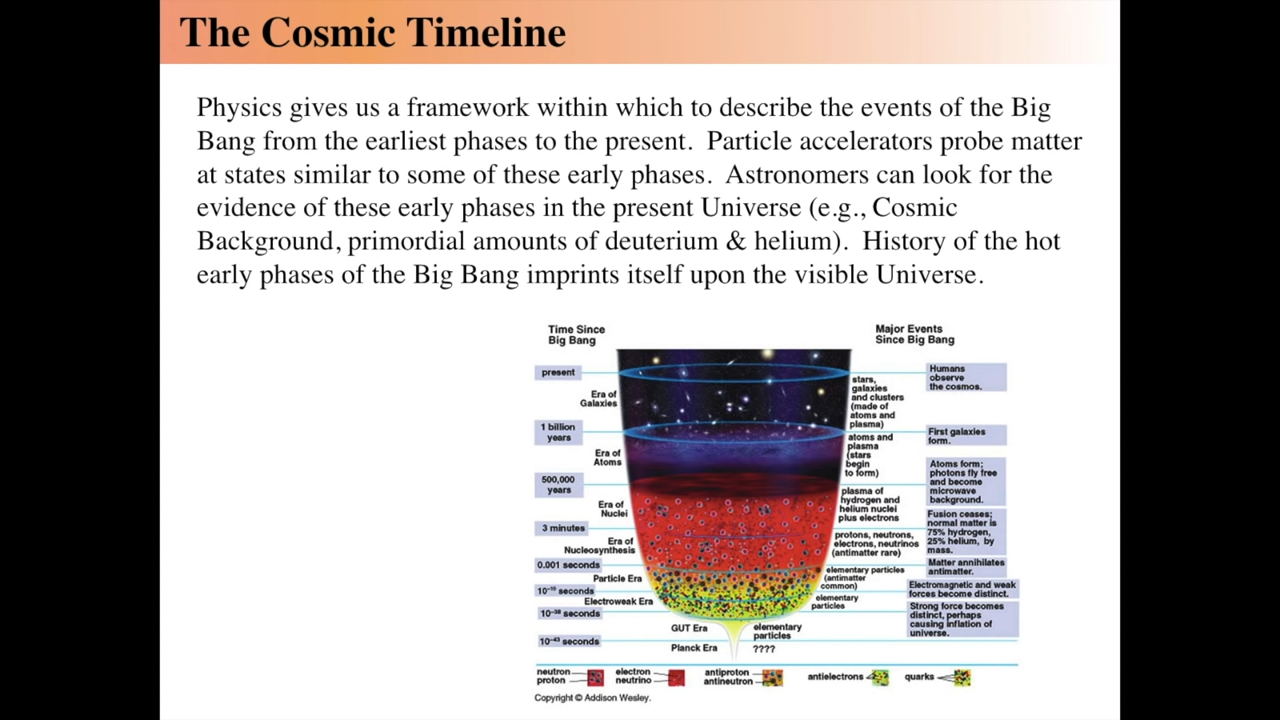 The Cosmic Timeline
Physics gives us a framework within which to describe the events of the Big
Bang from the earliest phases to the present.  Particle accelerators probe matter
at states similar to some of these early phases.  Astronomers can look for the
evidence of these early phases in the present Universe (e.g., Cosmic
Background, primordial amounts of deuterium & helium).  History of the hot
early phases of the Big Bang imprints itself upon the visible Universe.
Time Since
Big Bang
Major Events
Since Big Bang
present
Era of
Galaxies
stars,
galaxies
and clusters
(made of
atoms and
plasma)
Humans
observe
the cosmos.
1 billion
years
Era of
Atoms
atoms and
plasma
(stars
begin
to form)
First galaxies
form.
500,000
years
Era of
Nuclei
plasma of
hydrogen and
helium nuclei
plus electrons
Atoms form;
photons fly free
and become
microwave
background.
3 minutes
Era of
Nucleosynthesis
protons, neutrons,
electrons, neutrinos
(antimatter rare)
Fusion ceases;
normal matter is
75% hydrogen,
25% helium, by
mass.
0.001 seconds
Particle Era
elementary particles
(antimatter
common)
Matter annihilates
antimatter.
10⁻¹⁰ seconds
Electroweak Era
elementary
particles
Electromagnetic and weak
forces become distinct.
10⁻³⁸ seconds
GUT Era
elementary
particles
Strong force becomes
distinct, perhaps
causing inflation of
universe.
10⁻⁴³ seconds
Planck Era
????
neutron
proton
electron
neutrino
antiproton
antineutron
antielectrons
quarks
Copyright © Addison Wesley.